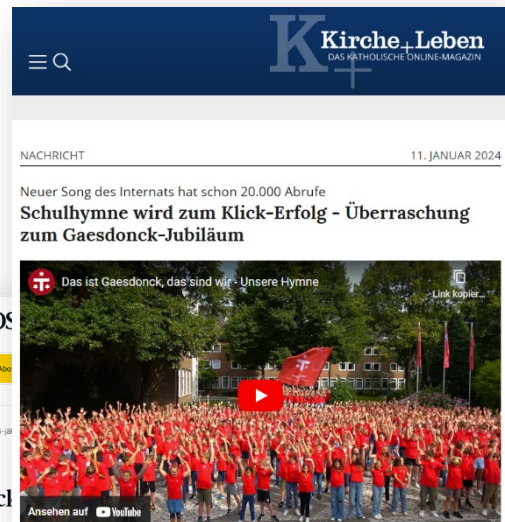 Kirche+Leben
DAS KATHOLISCHE ONLINE-MAGAZIN
NACHRICHT 11. JANUAR 2024
Neuer Song des Internats hat schon 20.000 Abrufe
Schulhymne wird zum Klick-Erfolg - Überraschung
zum Gaesdonck-Jubiläum
Das ist Gaesdonck, das sind wir - Unsere Hymne
Link kopier...
Ansehen auf YouTube